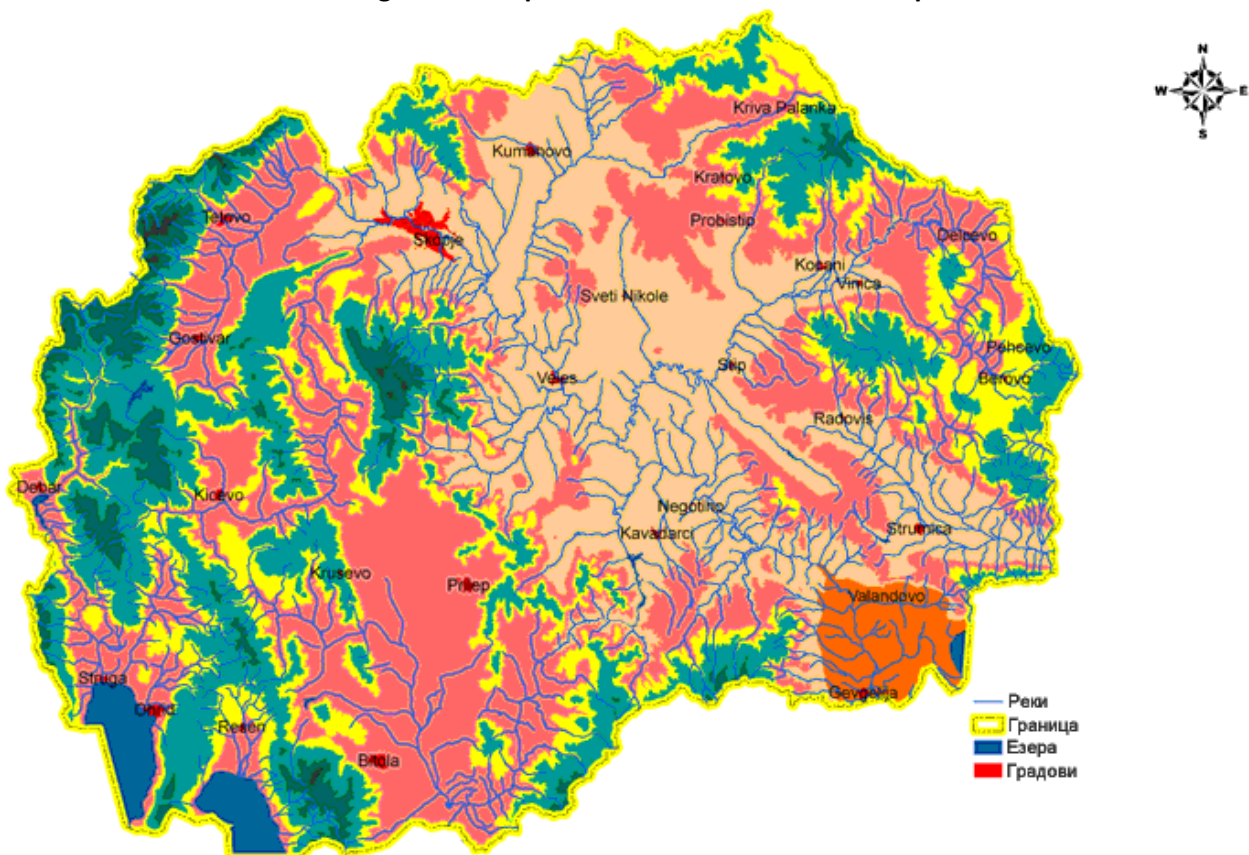 N
W E
S
Kriva Palanka
Kumanovo
Kratovo
Tetovo
Probistip
Skopje
Delcevo
Kocani
Vinica
Sveti Nikole
Gostivar
Pehcevo
Stip
Veles
Berovo
Radovis
Debar
Kicevo
Negotino
Kavadarci
Strumica
Krusevo
Prilep
Valandovo
Struga
Gevgelija
Ohrid
Resen
Bitola
Реки
Граница
Езера
Градови